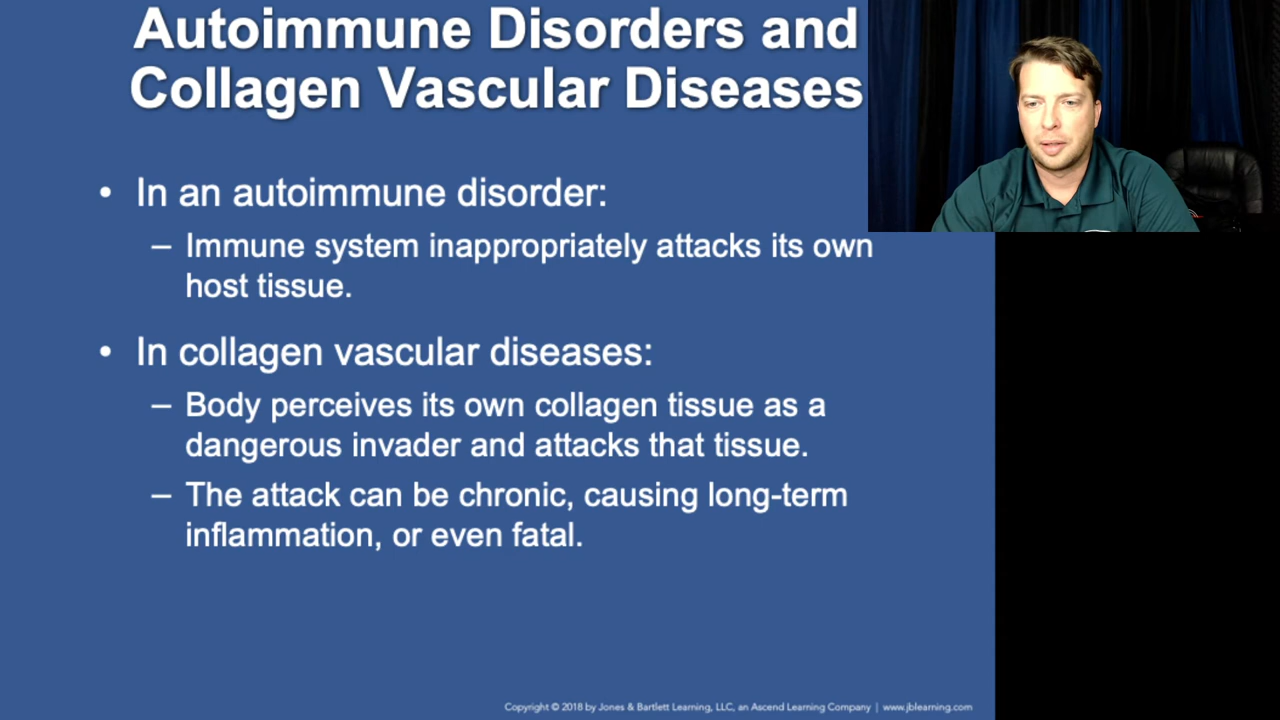 Autoimmune Disorders and
Collagen Vascular Diseases
• In an autoimmune disorder:
– Immune system inappropriately attacks its own
host tissue.
• In collagen vascular diseases:
– Body perceives its own collagen tissue as a
dangerous invader and attacks that tissue.
– The attack can be chronic, causing long-term
inflammation, or even fatal.
Copyright © 2018 by Jones & Bartlett Learning, LLC, an Ascend Learning Company | www.jblearning.com